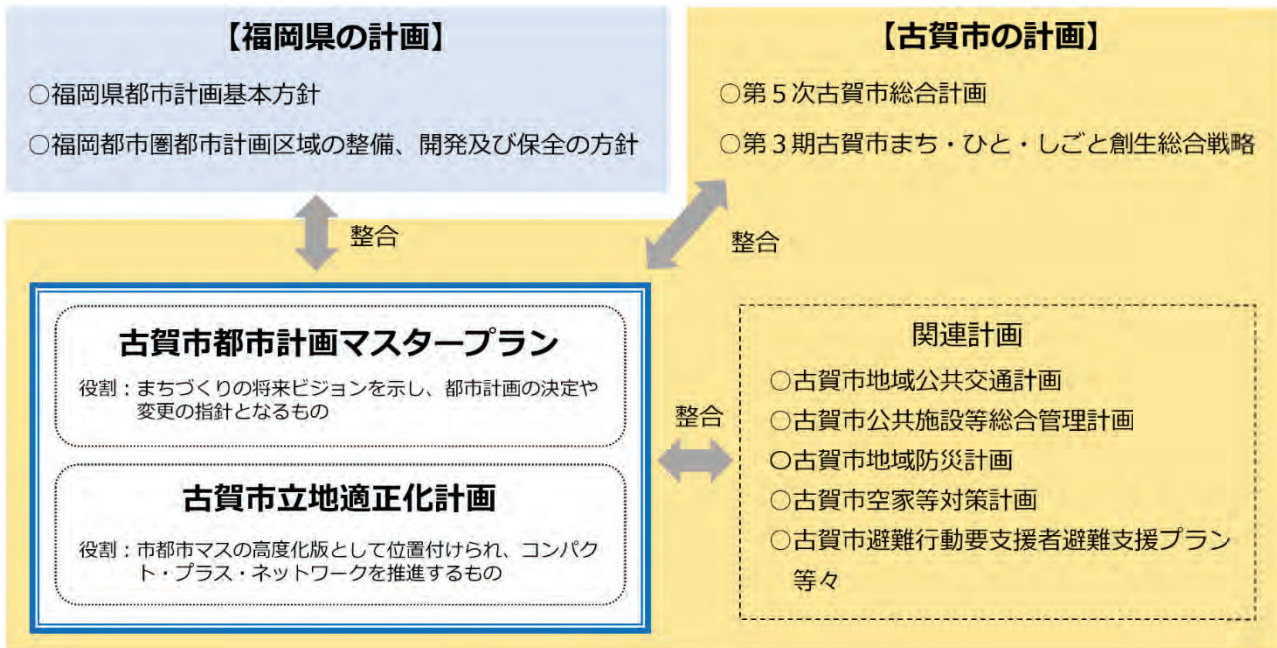 【福岡県の計画】
○福岡県都市計画基本方針
○福岡都市圏都市計画区域の整備、開発及び保全の方針
【古賀市の計画】
○第5次古賀市総合計画
○第3期古賀市まち・ひと・しごと創生総合戦略
整合
整合
古賀市都市計画マスタープラン
役割：まちづくりの将来ビジョンを示し、都市計画の決定や
変更の指針となるもの
古賀市立地適正化計画
役割：市都市マスの高度化版として位置付けられ、コンパク
ト・プラス・ネットワークを推進するもの
整合
関連計画
○古賀市地域公共交通計画
○古賀市公共施設等総合管理計画
○古賀市地域防災計画
○古賀市空家等対策計画
○古賀市避難行動要支援者避難支援プラン
等々